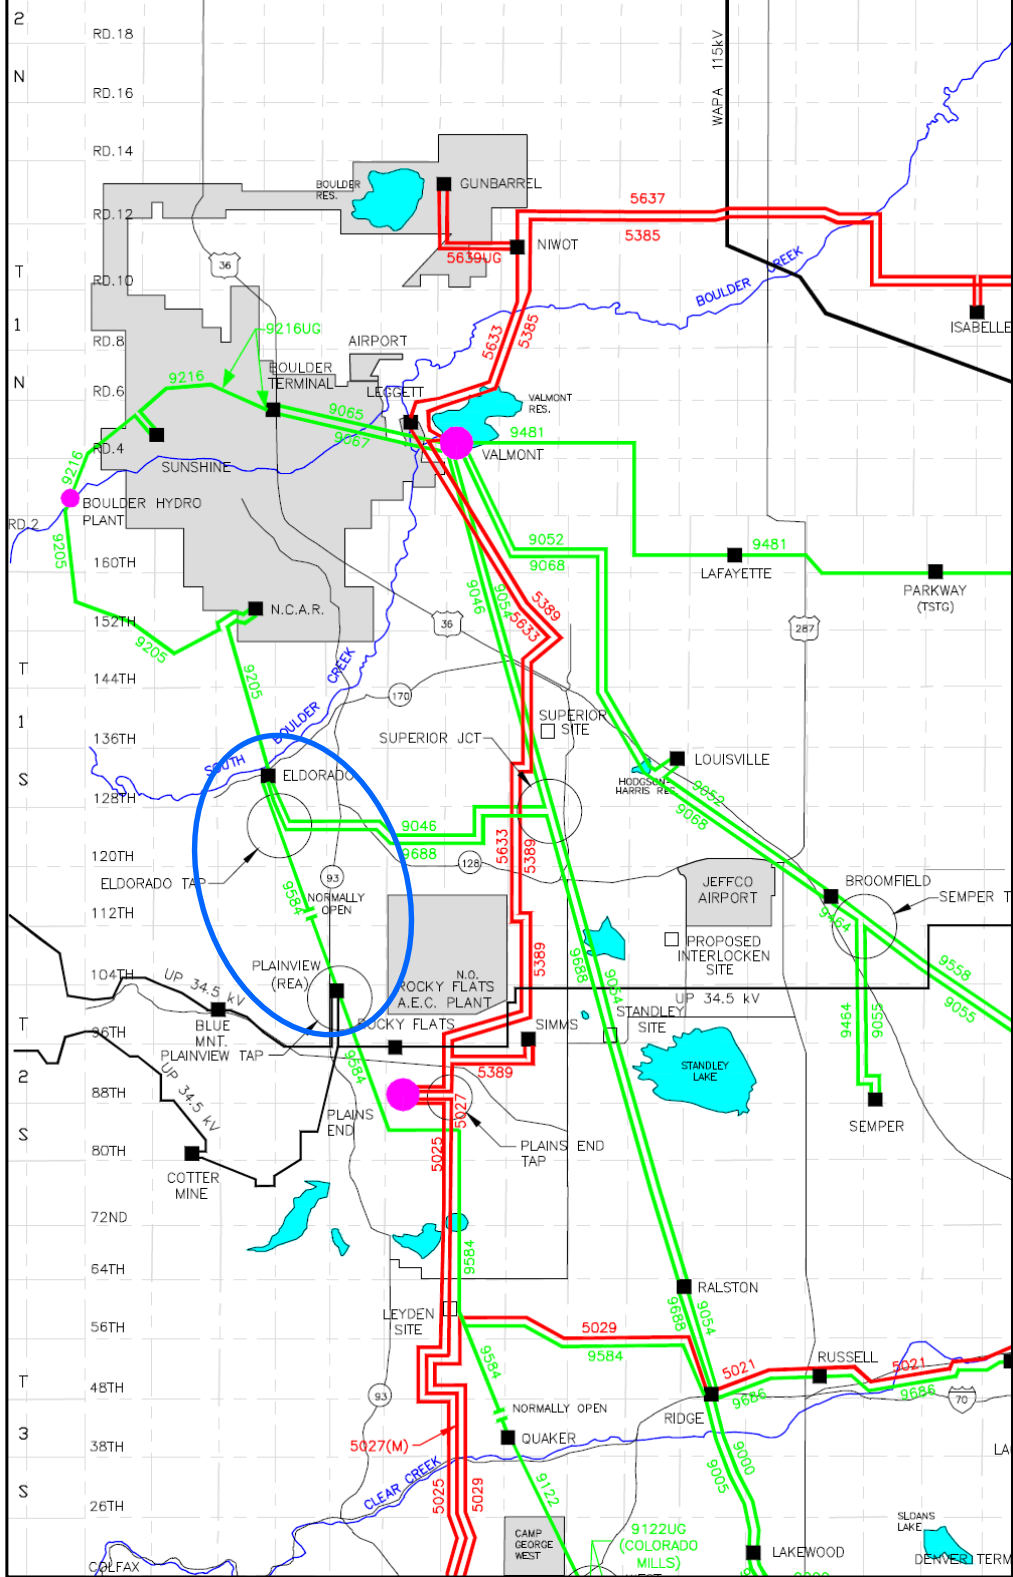 2
RD.18
N
WAPA 115kV
RD.16
RD.14
BOULDER
RES.
GUNBARREL
RD.12
5637
5385
NIWOT
T
36
5639UG
BOULDER CREEK
RD.10
1
9216UG
5633
5385
ISABELLE
RD.8
AIRPORT
N
BOULDER
TERMINAL
9216
RD.6
LEGGETT
VALMONT
RES.
9065
9067
9481
RD.4
VALMONT
SUNSHINE
9216
BOULDER HYDRO
PLANT
RD.2
9052
9068
9481
160TH
9205
LAFAYETTE
PARKWAY
(TSTG)
9046
9054
5389
5633
N.C.A.R.
152TH
36
287
9205
T
144TH
9205
170
SOUTH BOULDER CREEK
1
SUPERIOR
SITE
136TH
SUPERIOR JCT
LOUISVILLE
S
ELDORADO
HODGSON-
HARRIS RES.
128TH
9052
9068
9046
9688
5633
5389
120TH
128
ELDORADO TAP
93
9584
NORMALLY
OPEN
JEFFCO
AIRPORT
BROOMFIELD
SEMPER T
112TH
9464
PROPOSED
INTERLOCKEN
SITE
5389
9688
9054
PLAINVIEW
(REA)
N.O.
ROCKY FLATS
A.E.C. PLANT
104TH
UP 34.5 kV
9558
9055
UP 34.5 kV
T
BLUE
MNT.
ROCKY FLATS
SIMMS
STANDLEY
SITE
9464
9055
96TH
PLAINVIEW TAP
9584
5389
STANDLEY
LAKE
2
UP 34.5 kV
88TH
5027
PLAINS
END
SEMPER
S
80TH
5025
PLAINS END
TAP
COTTER
MINE
72ND
9584
64TH
RALSTON
LEYDEN
SITE
9688
9054
56TH
5029
9584
9584
RUSSELL
5021
5021
T
48TH
93
9686
9686
70
NORMALLY OPEN
RIDGE
3
38TH
QUAKER
5027(M)
LA
CLEAR CREEK
9000
9005
S
5025
5029
9122
26TH
CAMP
GEORGE
WEST
9122UG
(COLORADO
MILLS)
SLOANS
LAKE
LAKEWOOD
DENVER TERM
COLFAX